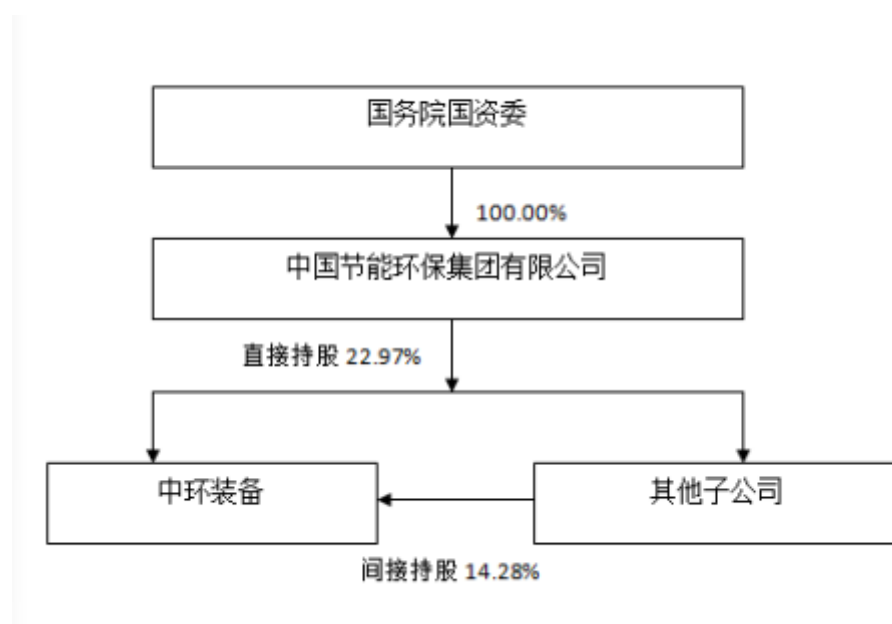 国务院国资委
100.00%
中国节能环保集团有限公司
直接持股 22.97%
中环装备
其他子公司
间接持股 14.28%